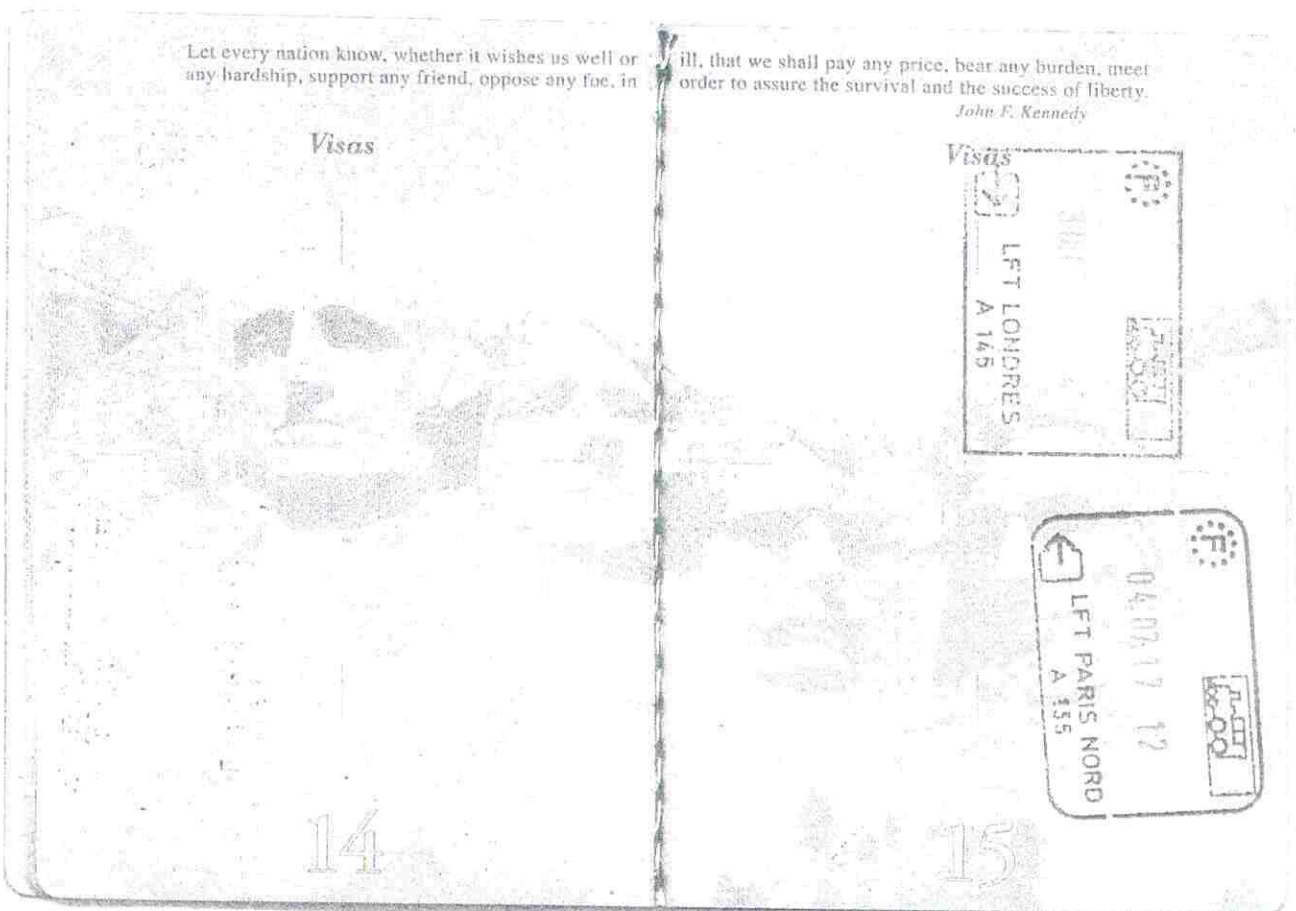 Let every nation know, whether it wishes us well or
any hardship, support any friend, oppose any foe, in
Visas
14
ill, that we shall pay any price, bear any burden, meet
order to assure the survival and the success of liberty.
John F. Kennedy
Visas
F
LFT LONDRES
A 145
F
04 07 17 12
LFT PARIS NORD
A 155
15